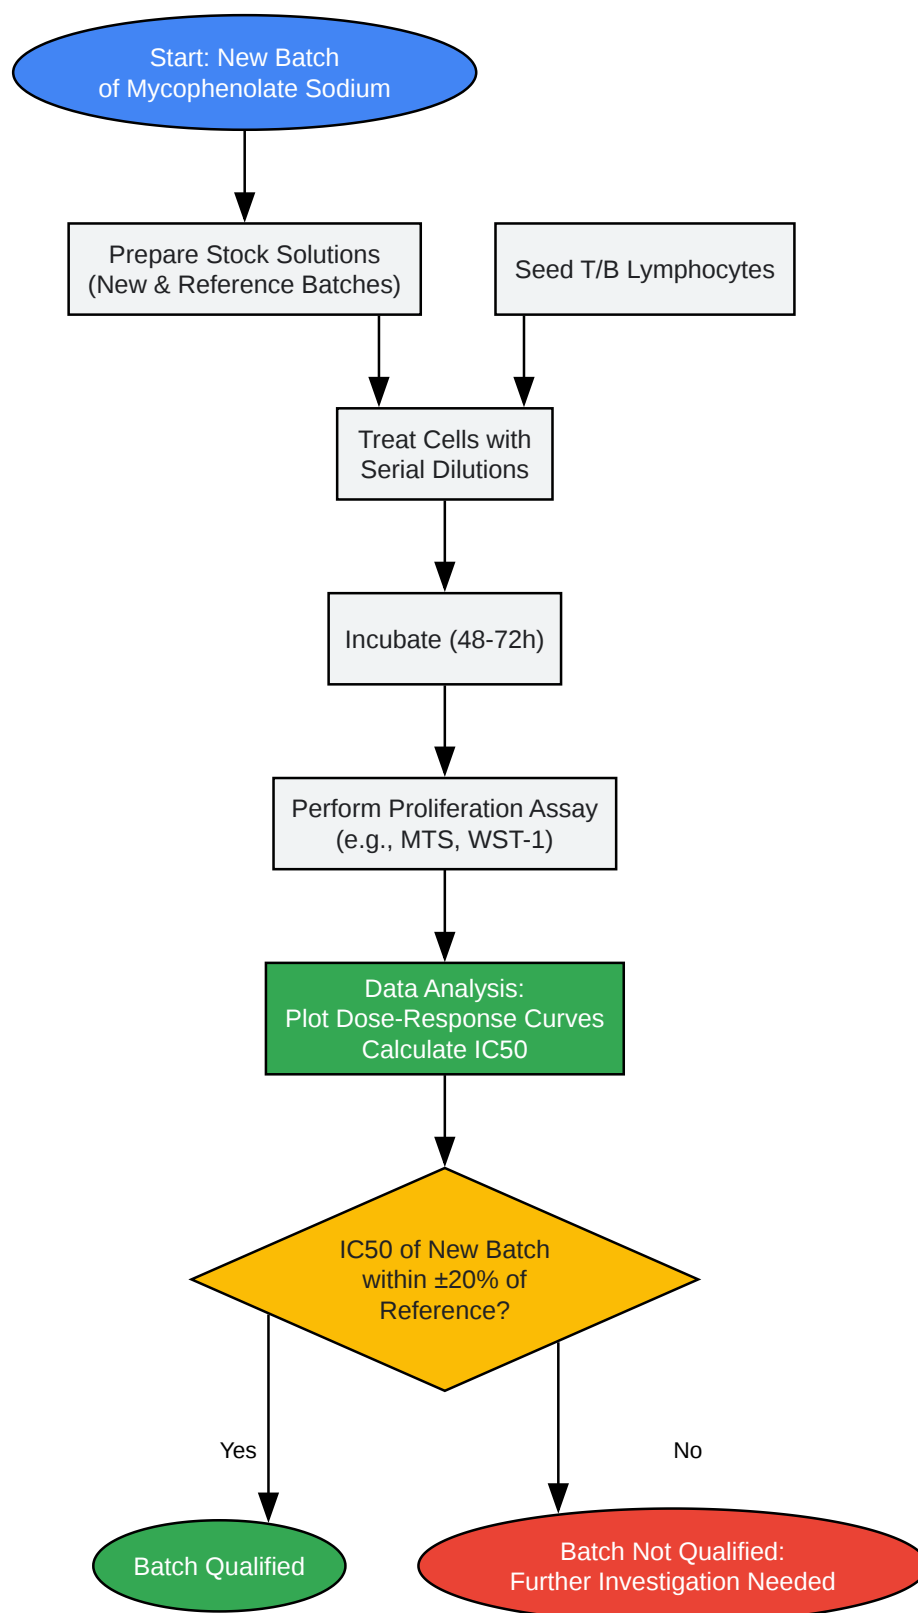 Start: New Batch
of Mycophenolate Sodium
Prepare Stock Solutions
(New & Reference Batches)
Seed T/B Lymphocytes
Treat Cells with
Serial Dilutions
Incubate (48-72h)
Perform Proliferation Assay
(e.g., MTS, WST-1)
Data Analysis:
Plot Dose-Response Curves
Calculate IC50
IC50 of New Batch
within ±20% of
Reference?
Yes
No
Batch Qualified
Batch Not Qualified:
Further Investigation Needed